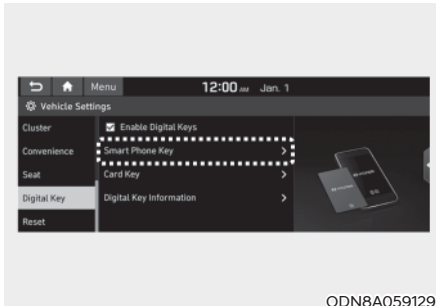 Menu 12:00 AM Jan. 1
Vehicle Settings
Cluster
Enable Digital Keys
Convenience
Smart Phone Key
Seat
Card Key
Digital Key
Digital Key Information
Reset
ODN8A059129